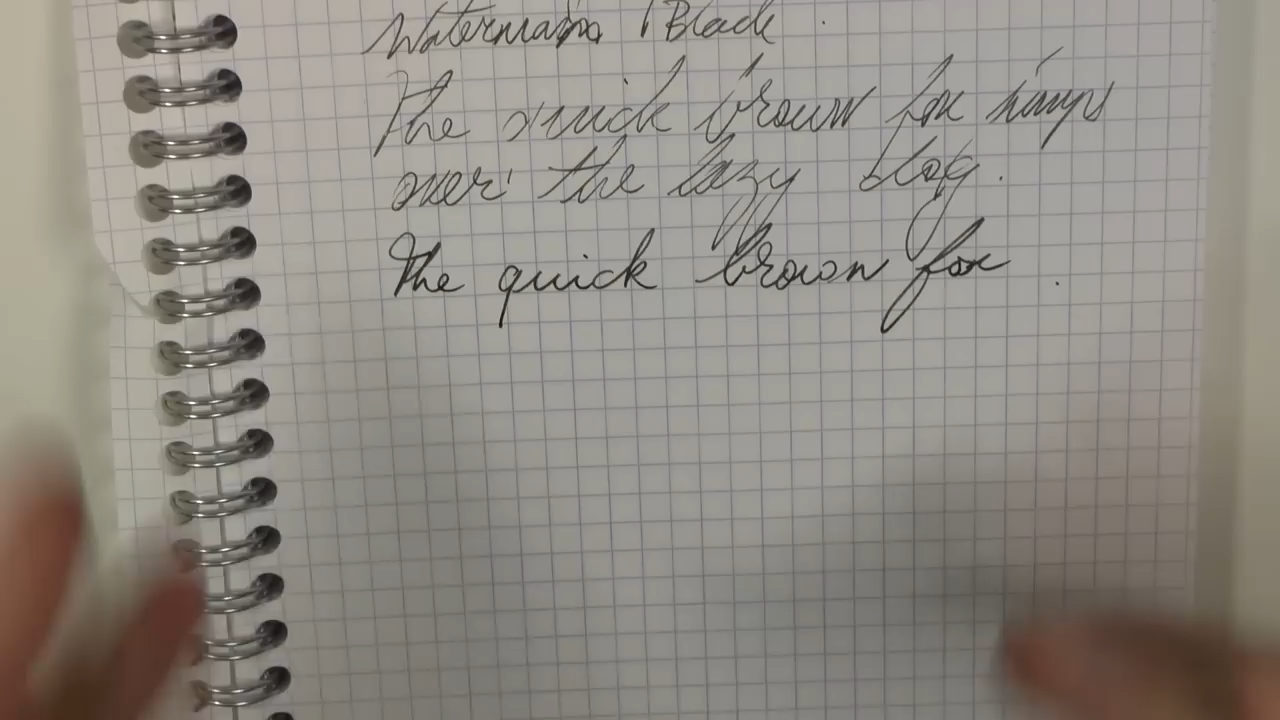 Waterman Black
The quick brown fox jumps
over the lazy dog.
The quick brown fox